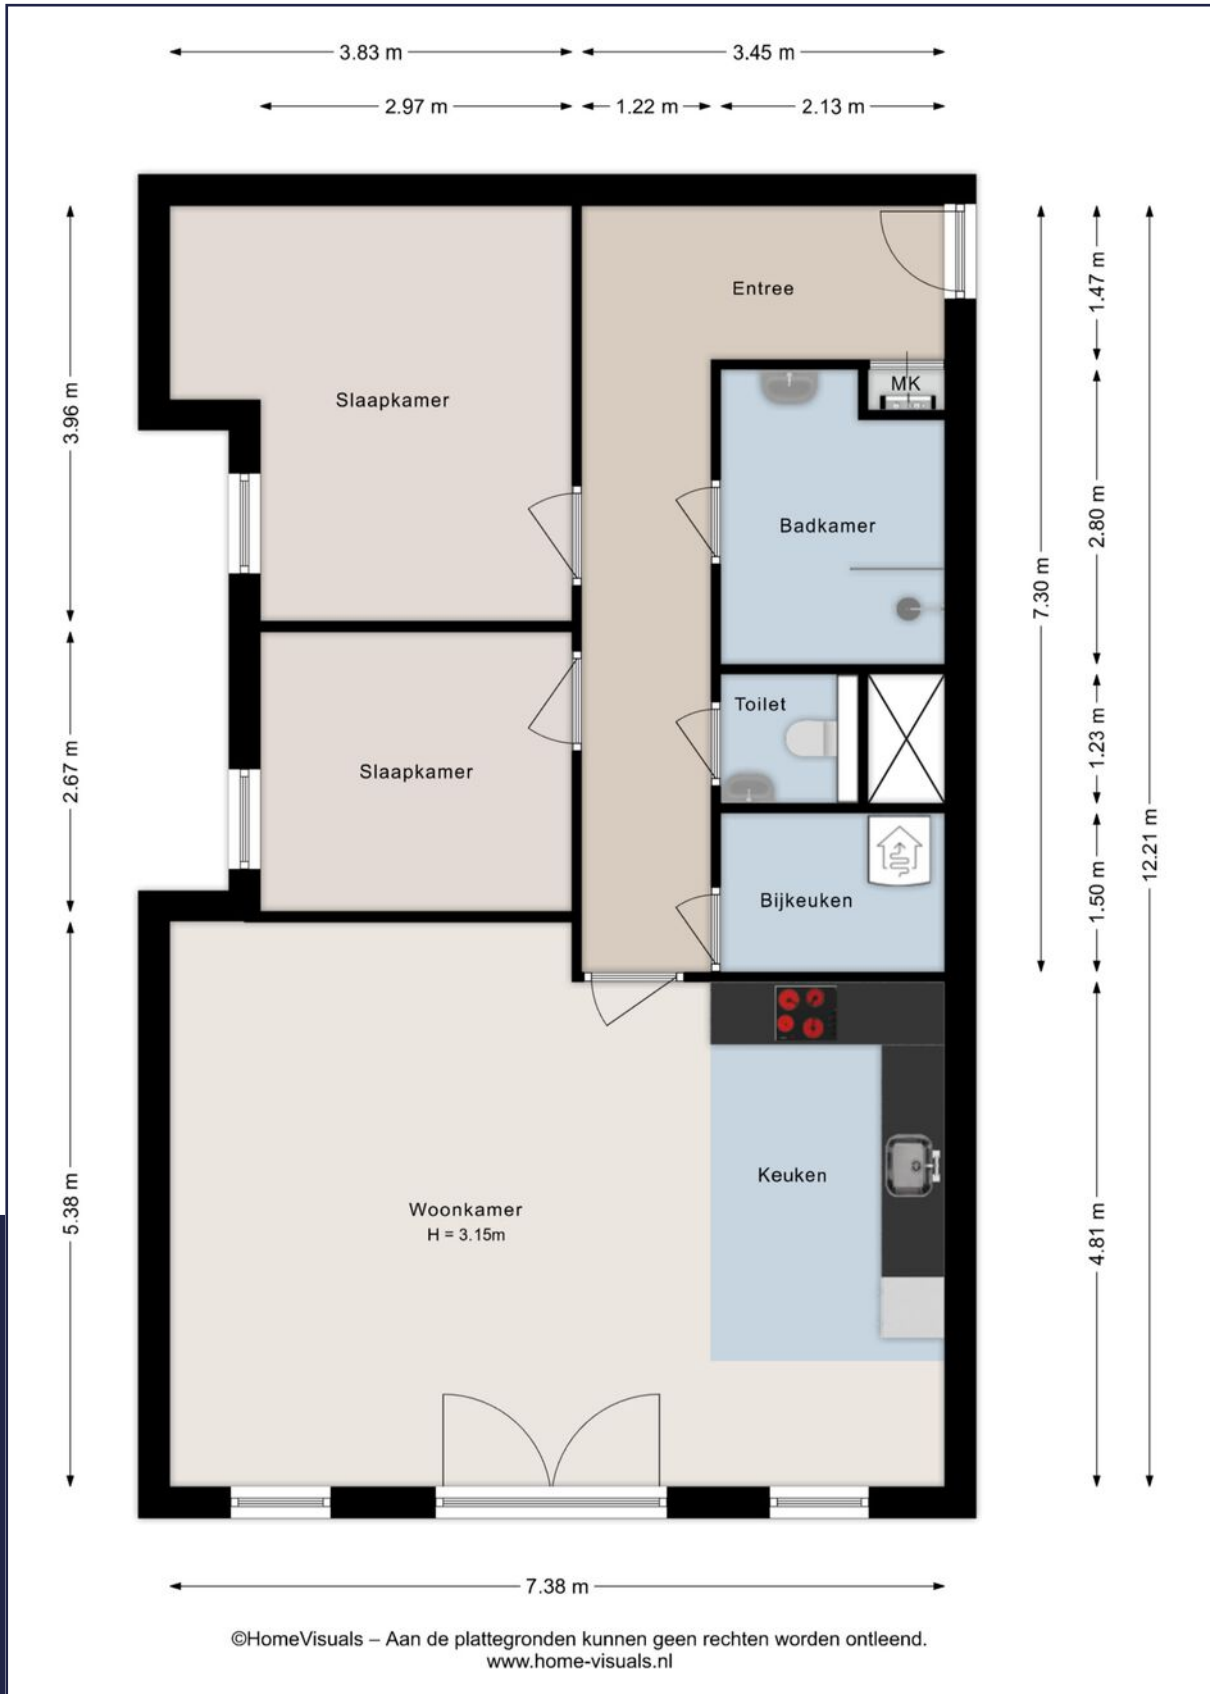 3.83 m
3.45 m
2.97 m
1.22 m
2.13 m
Entree
1.47 m
MK
Slaapkamer
3.96 m
Badkamer
2.80 m
7.30 m
Toilet
1.23 m
Slaapkamer
2.67 m
12.21 m
Bijkeuken
1.50 m
Keuken
Woonkamer
H = 3.15m
5.38 m
4.81 m
7.38 m
©HomeVisuals – Aan de plattegronden kunnen geen rechten worden ontleend.
www.home-visuals.nl